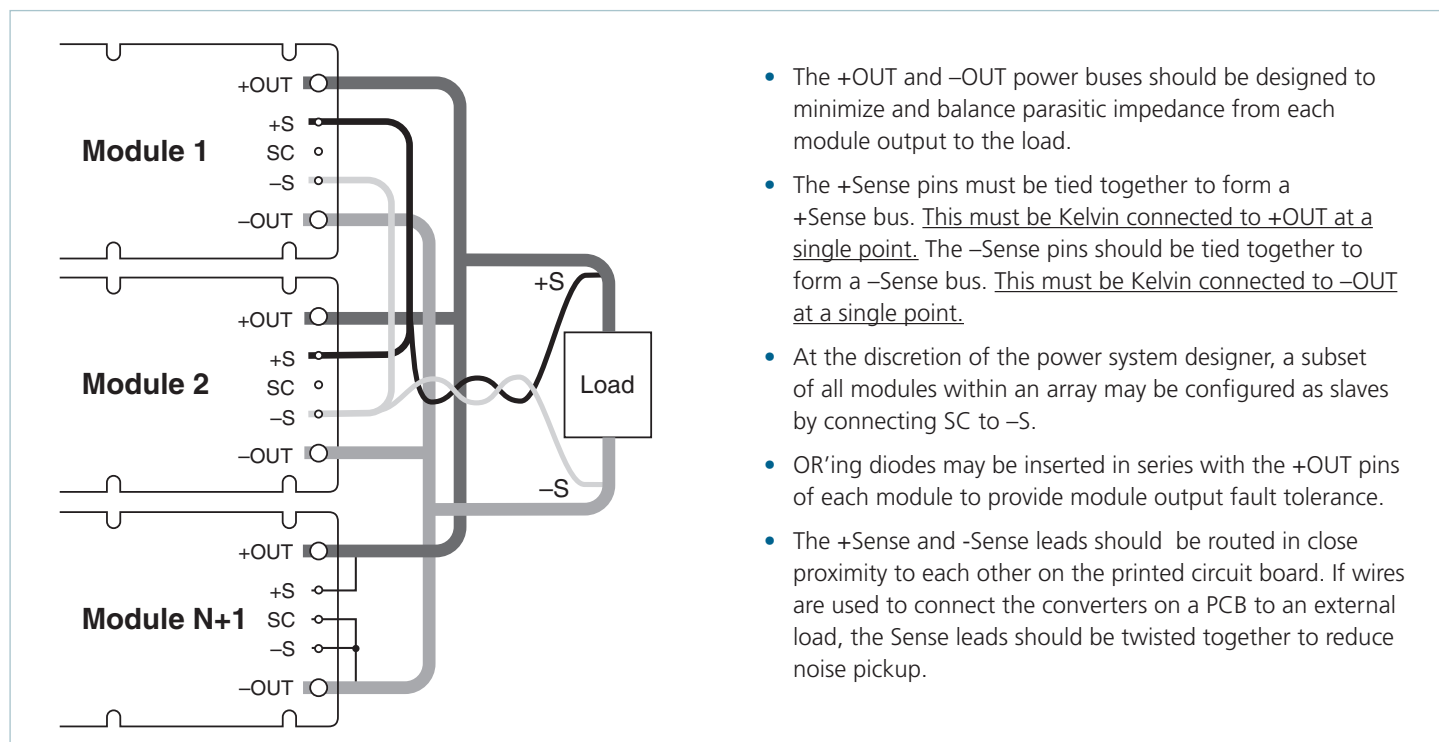 +OUT
+S
Module 1
SC
–S
–OUT
+OUT
+S
Module 2
SC
–S
–OUT
+OUT
+S
Module N+1
SC
–S
–OUT
+S
Load
–S
• The +OUT and –OUT power buses should be designed to
minimize and balance parasitic impedance from each
module output to the load.
• The +Sense pins must be tied together to form a
+Sense bus. This must be Kelvin connected to +OUT at a
single point. The –Sense pins should be tied together to
form a –Sense bus. This must be Kelvin connected to –OUT
at a single point.
• At the discretion of the power system designer, a subset
of all modules within an array may be configured as slaves
by connecting SC to –S.
• OR’ing diodes may be inserted in series with the +OUT pins
of each module to provide module output fault tolerance.
• The +Sense and -Sense leads should  be routed in close
proximity to each other on the printed circuit board. If wires
are used to connect the converters on a PCB to an external
load, the Sense leads should be twisted together to reduce
noise pickup.